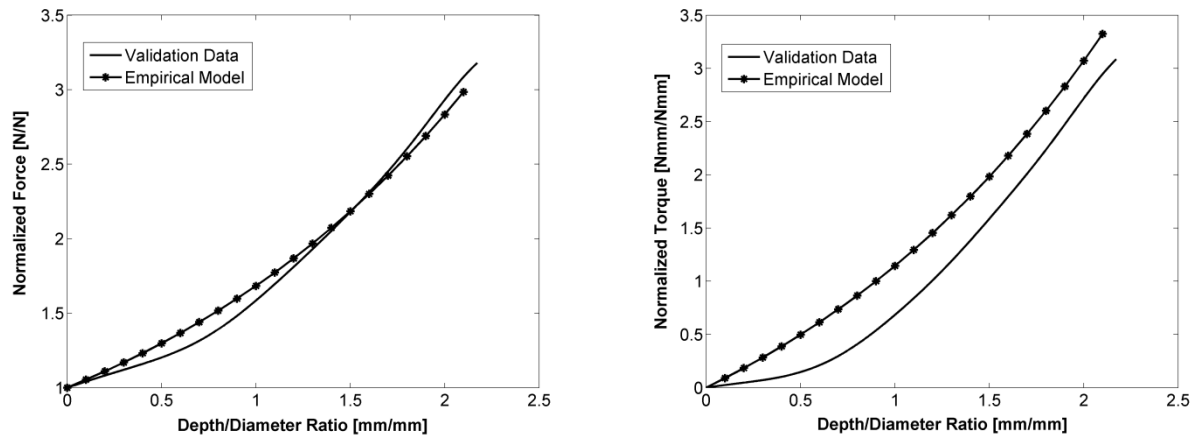 3.5
3
2.5
2
1.5
1
Normalized Force [N/N]
Validation Data
Empirical Model
0 0.5 1 1.5 2 2.5
Depth/Diameter Ratio [mm/mm]
3.5
3
2.5
2
1.5
1
0.5
0
Normalized Torque [Nmm/Nmm]
Validation Data
Empirical Model
0 0.5 1 1.5 2 2.5
Depth/Diameter Ratio [mm/mm]